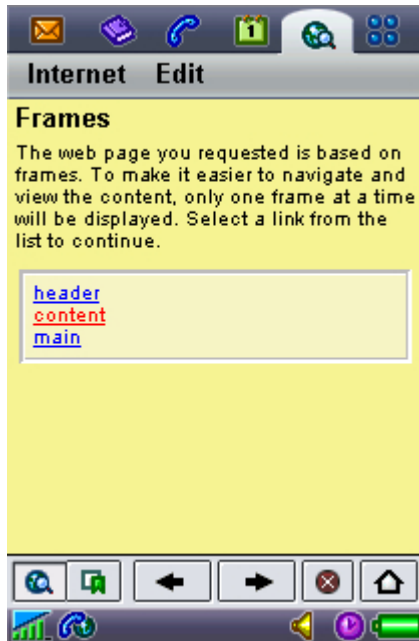 1
Internet Edit
Frames
The web page you requested is based on
frames. To make it easier to navigate and
view the content, only one frame at a time
will be displayed. Select a link from the
list to continue.
header
content
main